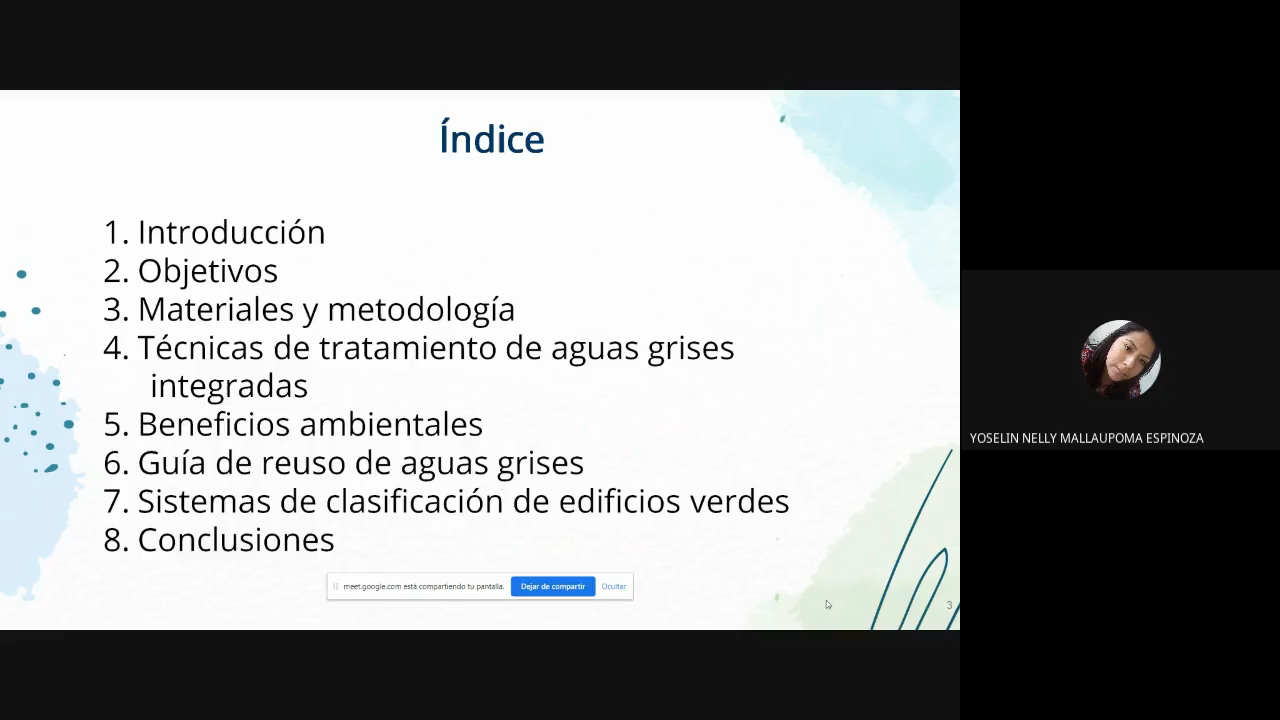 Índice
1. Introducción
2. Objetivos
3. Materiales y metodología
4. Técnicas de tratamiento de aguas grises
integradas
5. Beneficios ambientales
6. Guía de reuso de aguas grises
7. Sistemas de clasificación de edificios verdes
8. Conclusiones
meet.google.com está compartiendo tu pantalla. Dejar de compartir Ocultar
3
YOSELIN NELLY MALLAUPOMA ESPINOZA